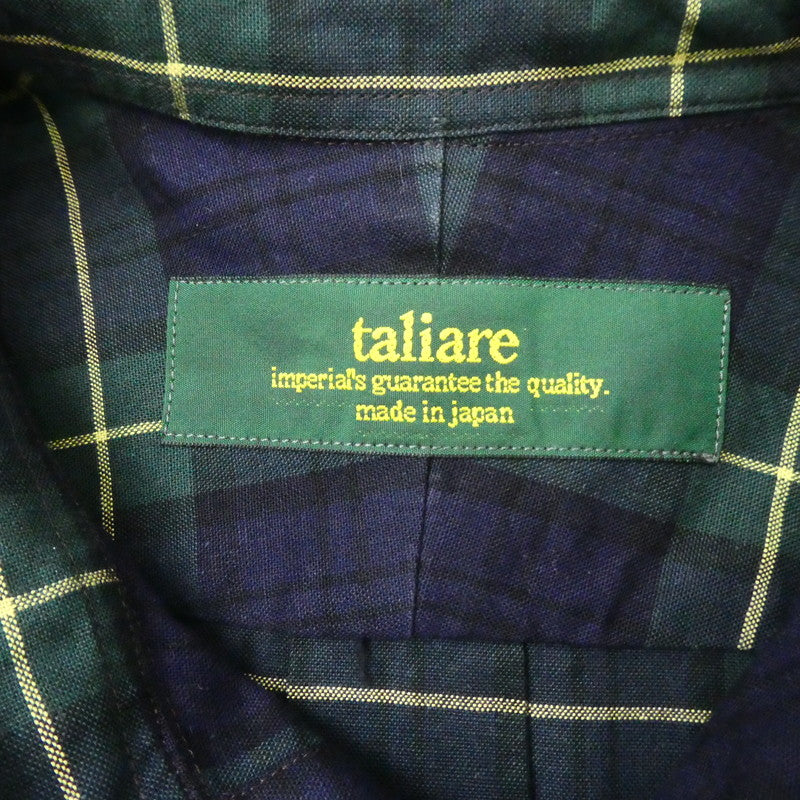 taliare
imperial's guarantee the quality.
made in japan